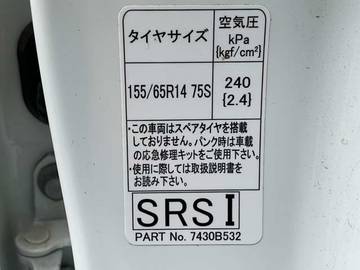 タイヤサイズ
空気圧
kPa
{kgf/cm²}
155/65R14 75S
240
{2.4}
・この車両はスペアタイヤを搭載
しておりません。パンク時は車載
の応急修理キットをご使用下さい。
・使用に際しては取扱説明書を
お読み下さい。
SRS I
PART No. 7430B532